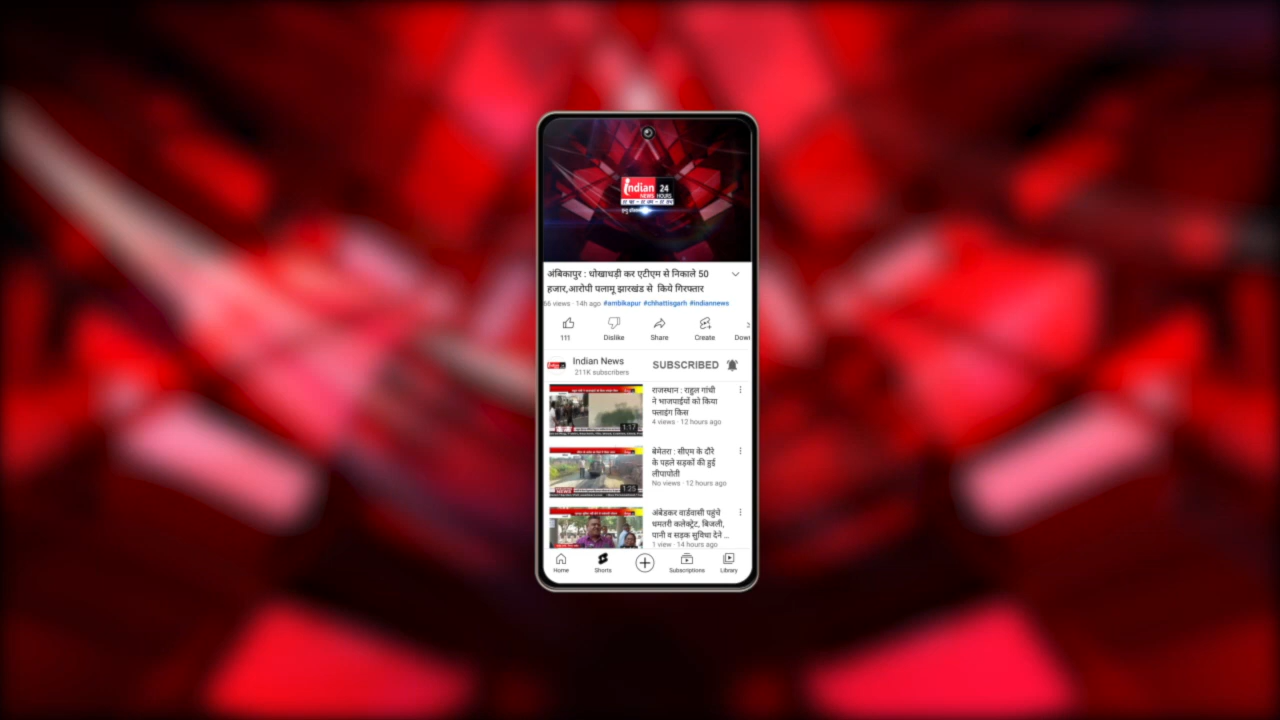 indian 24
NEWS HOURS
अंबिकापुर : धोखाधड़ी कर एटीएम से निकाले 50
हजार,आरोपी पलामू झारखंड से किये गिरफ्तार
66 views · 14h ago #ambikapur #chhattisgarh #indiannews
111
Dislike
Share
Create
Indian News
SUBSCRIBED
211K subscribers
राजस्थान : राहुल गांधी
ने भाजपाईयों को किया
फ्लाइंग किस
4 views · 12 hours ago
1:17
बेमेतरा : सीएम के दौरे
के पहले सड़कों की हुई
लीपापोती
No views · 12 hours ago
1:25
अंबेडकर वार्डवासी पहुंचे
धमतरी कलेक्ट्रेट, बिजली,
पानी व सड़क सुविधा देने ...
1 view · 14 hours ago
Home
Shorts
Subscriptions
Library